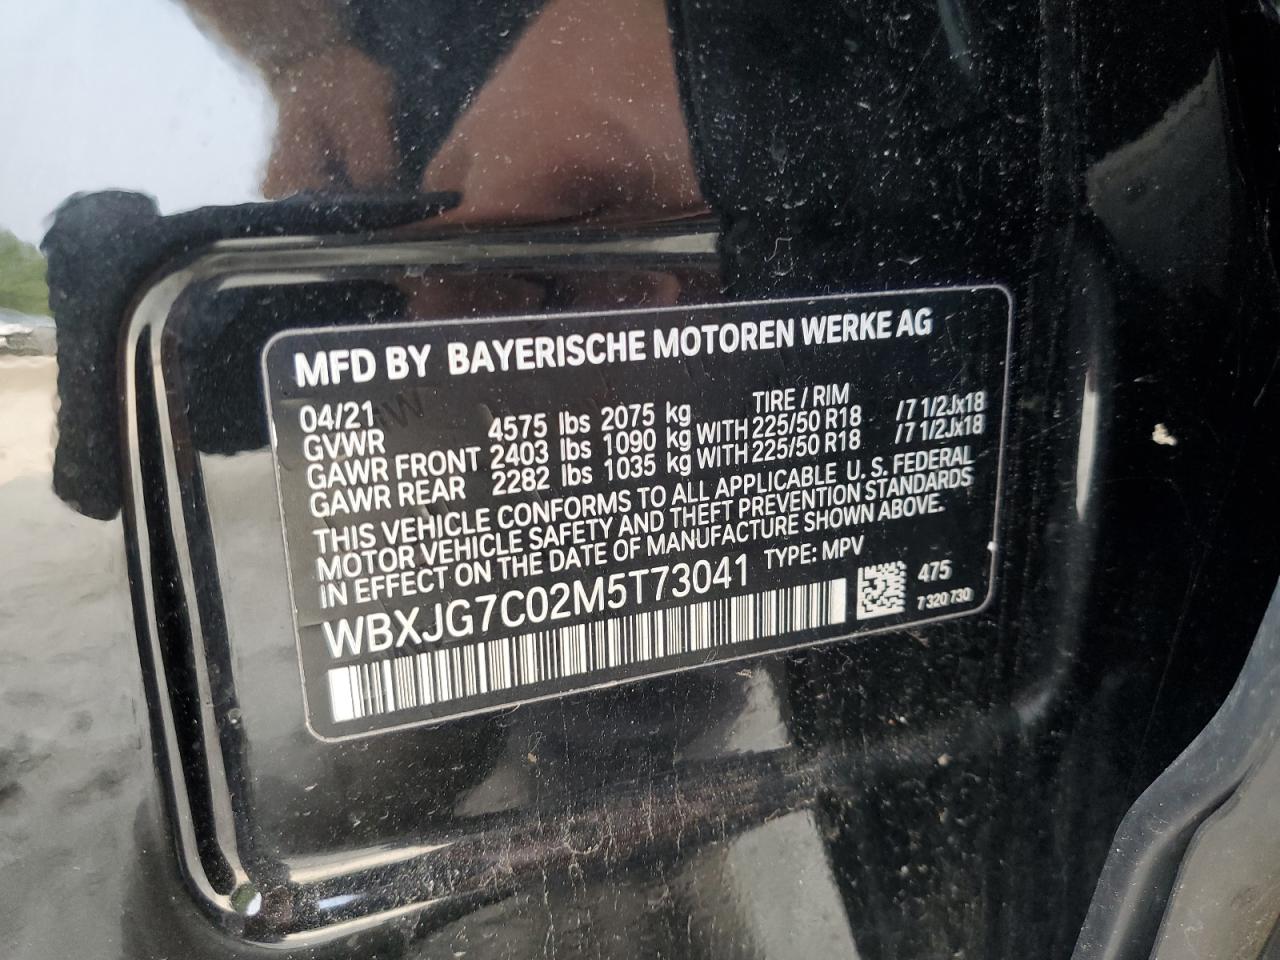 MFD BY BAYERISCHE MOTOREN WERKE AG
04/21 TIRE / RIM
GVWR 4575 lbs 2075 kg
GAWR FRONT 2403 lbs 1090 kg WITH 225/50 R18 /7 1/2Jx18
GAWR REAR 2282 lbs 1035 kg WITH 225/50 R18 /7 1/2Jx18
THIS VEHICLE CONFORMS TO ALL APPLICABLE U. S. FEDERAL
MOTOR VEHICLE SAFETY AND THEFT PREVENTION STANDARDS
IN EFFECT ON THE DATE OF MANUFACTURE SHOWN ABOVE.
WBXJG7C02M5T73041 TYPE: MPV
475
7 320 730